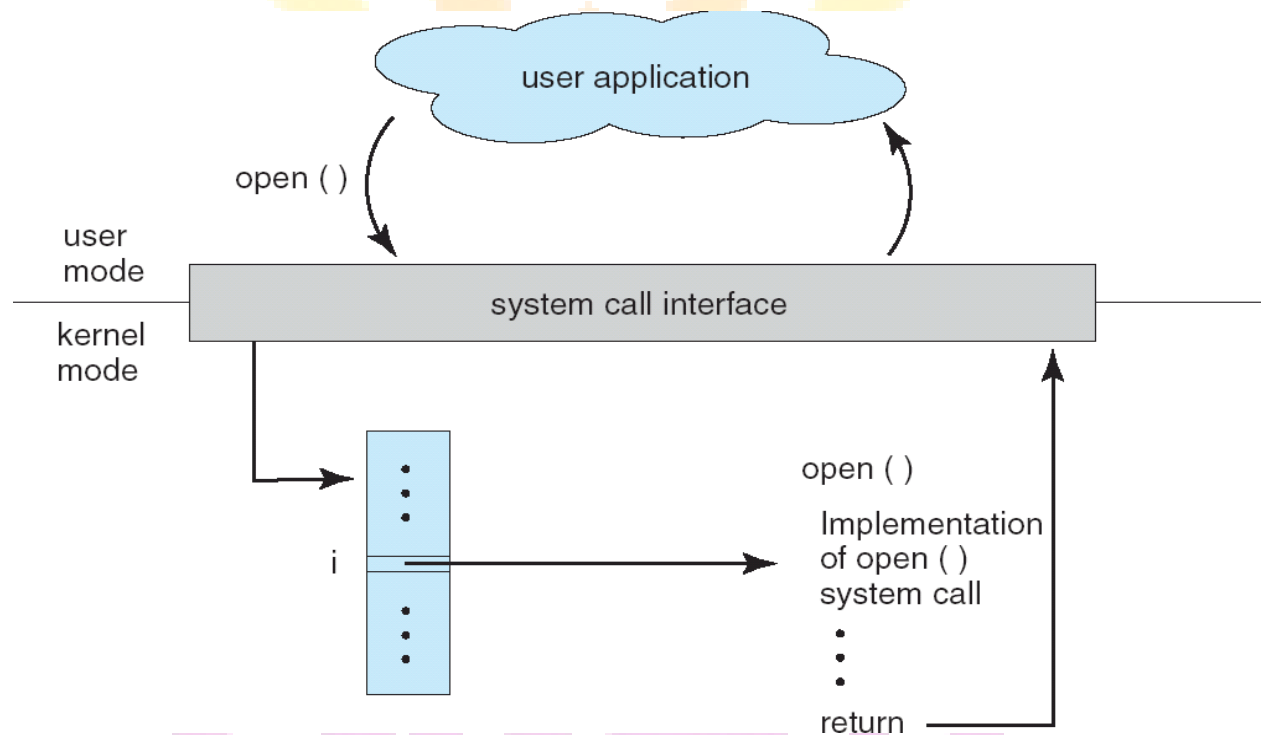 user application
open ( )
user
mode
system call interface
kernel
mode
open ( )
Implementation
of open ( )
system call
i
return